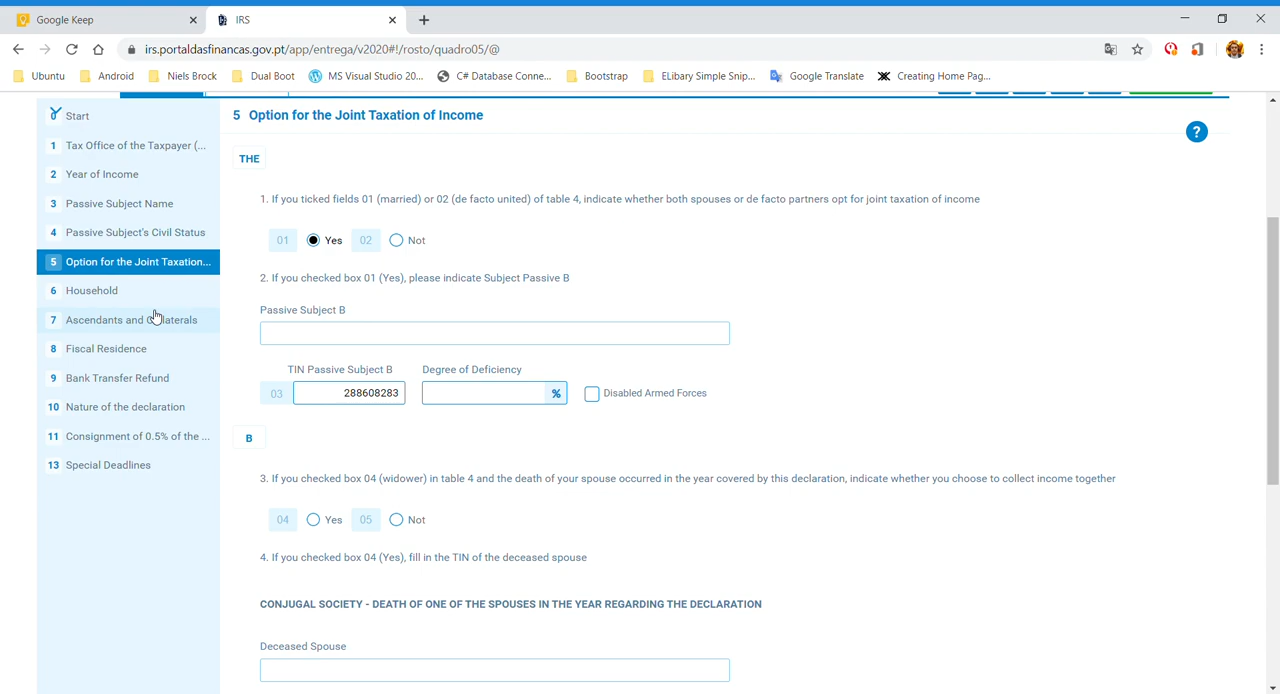 Google Keep
IRS
irs.portaldasfinancas.gov.pt/app/entrega/v2020#!/rosto/quadro05/@
Ubuntu Android Niels Brock Dual Boot MS Visual Studio 20... C# Database Conne... Bootstrap ELibary Simple Snip... Google Translate Creating Home Pag...
Start
1 Tax Office of the Taxpayer (...
2 Year of Income
3 Passive Subject Name
4 Passive Subject's Civil Status
5 Option for the Joint Taxation...
6 Household
7 Ascendants and Collaterals
8 Fiscal Residence
9 Bank Transfer Refund
10 Nature of the declaration
11 Consignment of 0.5% of the ...
13 Special Deadlines
5 Option for the Joint Taxation of Income
?
THE
1. If you ticked fields 01 (married) or 02 (de facto united) of table 4, indicate whether both spouses or de facto partners opt for joint taxation of income
01 Yes 02 Not
2. If you checked box 01 (Yes), please indicate Subject Passive B
Passive Subject B
TIN Passive Subject B Degree of Deficiency
03 288608283 % Disabled Armed Forces
B
3. If you checked box 04 (widower) in table 4 and the death of your spouse occurred in the year covered by this declaration, indicate whether you choose to collect income together
04 Yes 05 Not
4. If you checked box 04 (Yes), fill in the TIN of the deceased spouse
CONJUGAL SOCIETY - DEATH OF ONE OF THE SPOUSES IN THE YEAR REGARDING THE DECLARATION
Deceased Spouse